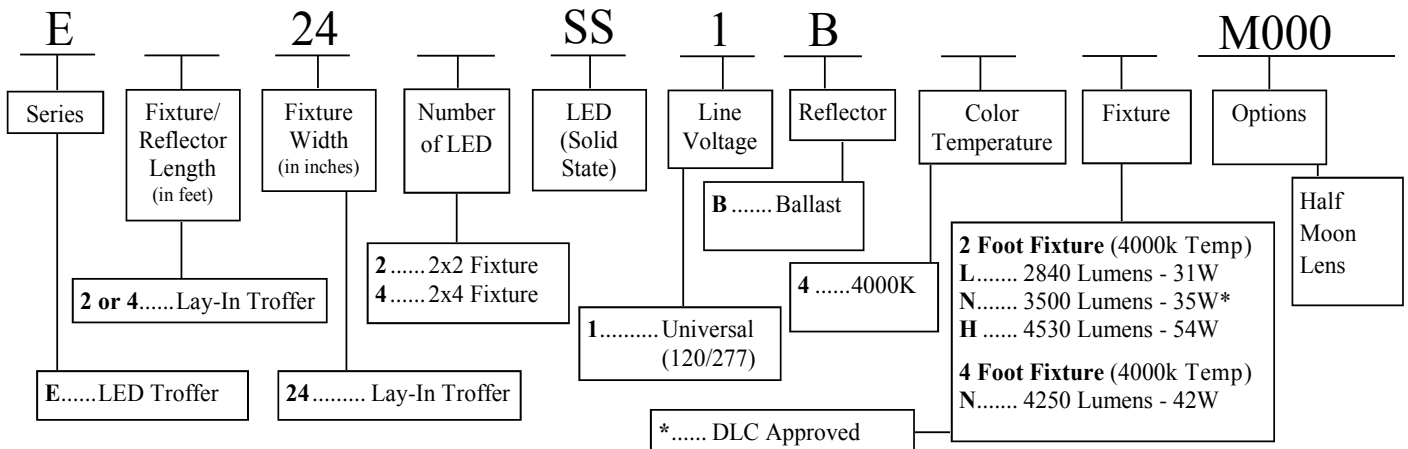 E 24 SS 1 B M000
Series
Fixture/
Reflector
Length
(in feet)
Fixture
Width
(in inches)
Number
of LED
LED
(Solid
State)
Line
Voltage
Reflector
Color
Temperature
Fixture
Options
B.......Ballast
Half
Moon
Lens
2......2x2 Fixture
4......2x4 Fixture
2 Foot Fixture (4000k Temp)
L....... 2840 Lumens - 31W
N....... 3500 Lumens - 35W*
H ...... 4530 Lumens - 54W
4 Foot Fixture (4000k Temp)
N....... 4250 Lumens - 42W
2 or 4......Lay-In Troffer
4 ......4000K
1.......... Universal
(120/277)
E......LED Troffer
24......... Lay-In Troffer
*...... DLC Approved